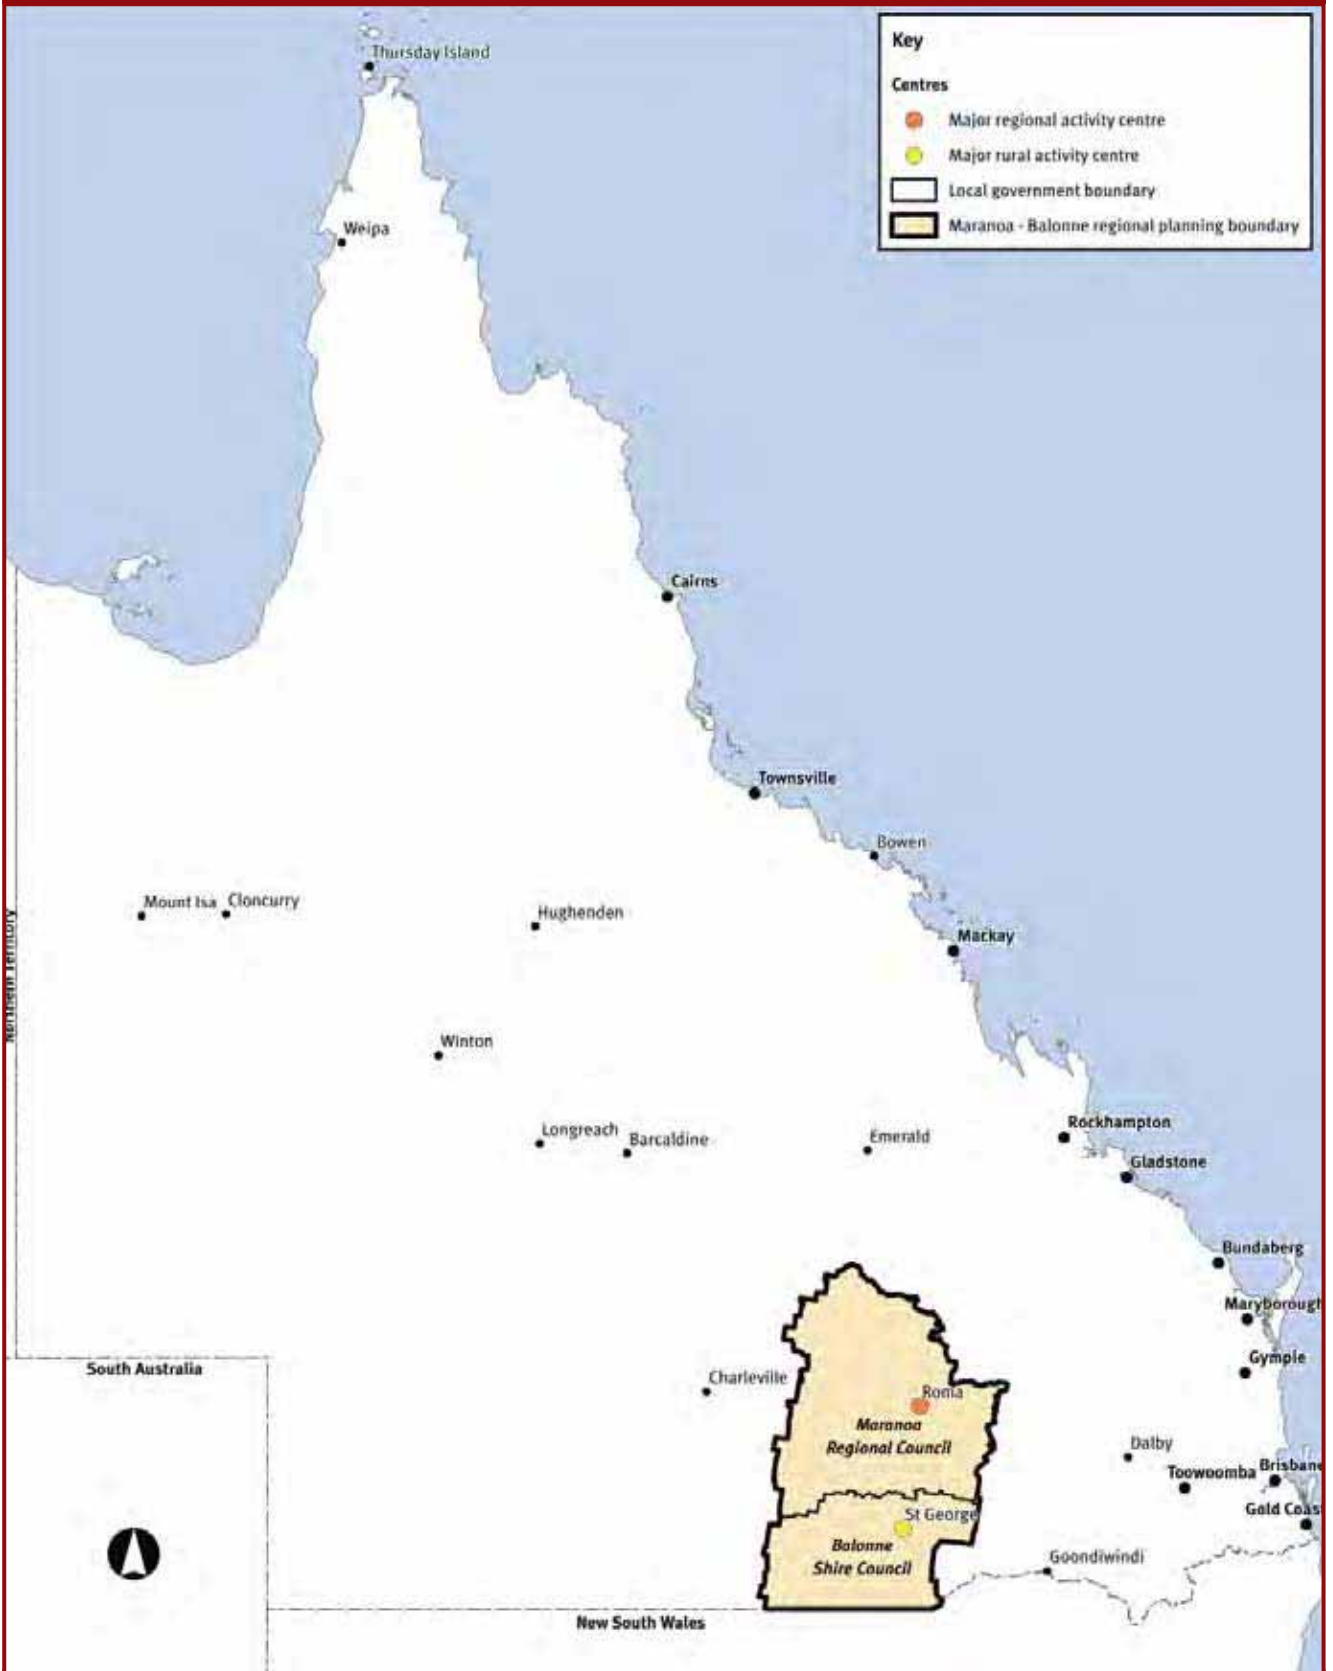 Key
Centres
Major regional activity centre
Major rural activity centre
Local government boundary
Maranoa - Balonne regional planning boundary
Thursday Island
Weipa
Cairns
Townsville
Bowen
Mount Isa
Cloncurry
Hughenden
Northern Territory
Mackay
Winton
Longreach
Barcaldine
Emerald
Rockhampton
Gladstone
Bundaberg
Maryborough
Gympie
South Australia
Charleville
Roma
Maranoa
Regional Council
Dalby
Toowoomba
Brisbane
Gold Coas
St George
Balonne
Shire Council
Goondiwindi
New South Wales